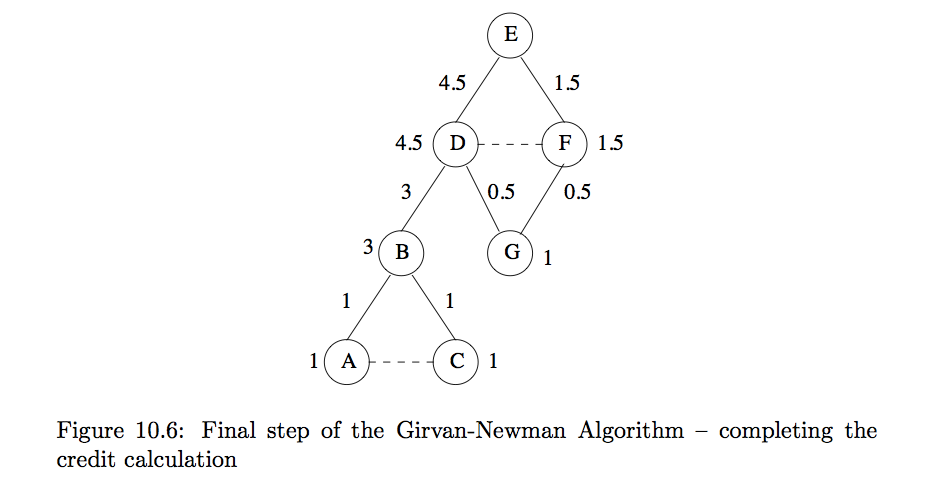 E
4.5 1.5
4.5 D F 1.5
3 0.5 0.5
3 B G 1
1 1
1 A C 1
Figure 10.6: Final step of the Girvan-Newman Algorithm – completing the
credit calculation